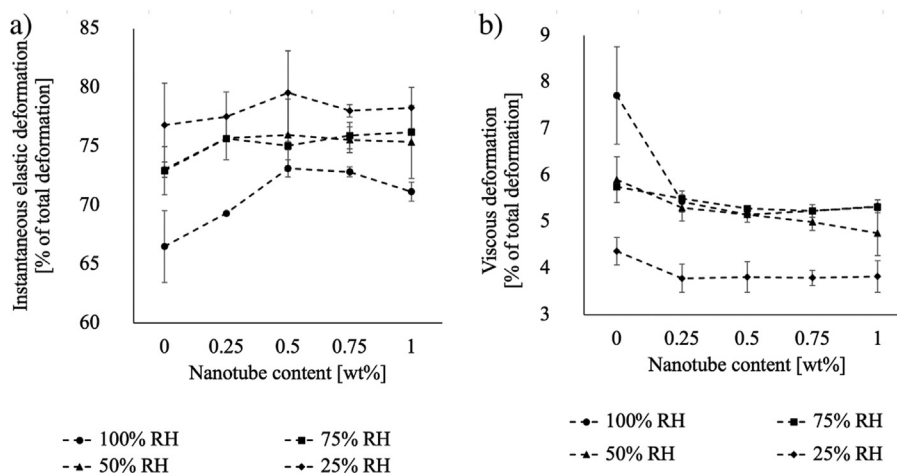 a)
Instantaneous elastic deformation
[% of total deformation]
85
80
75
70
65
60
0 0.25 0.5 0.75 1
Nanotube content [wt%]
100% RH 75% RH
50% RH 25% RH
b)
Viscous deformation
[% of total deformation]
9
8
7
6
5
4
3
0 0.25 0.5 0.75 1
Nanotube content [wt%]
100% RH 75% RH
50% RH 25% RH